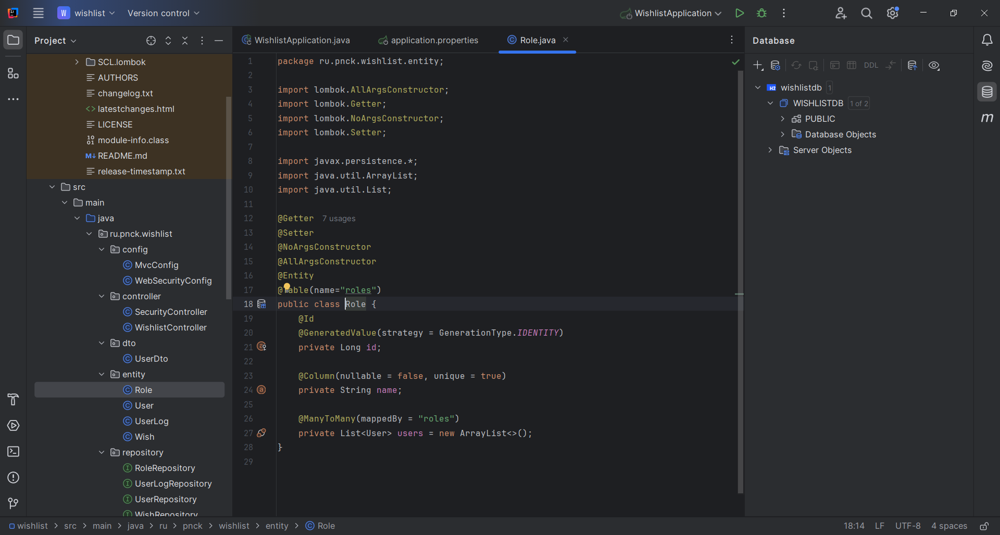 W wishlist Version control WishlistApplication
Project
SCL.lombok
AUTHORS
changelog.txt
<> latestchanges.html
LICENSE
10
01 module-info.class
M↓ README.md
release-timestamp.txt
src
main
java
ru.pnck.wishlist
config
C MvcConfig
C WebSecurityConfig
controller
C SecurityController
C WishlistController
dto
C UserDto
entity
C Role
C User
C UserLog
C Wish
repository
I RoleRepository
I UserLogRepository
I UserRepository
I WishRepository
WishlistApplication.java application.properties C Role.java
1 package ru.pnck.wishlist.entity;
2
3 import lombok.AllArgsConstructor;
4 import lombok.Getter;
5 import lombok.NoArgsConstructor;
6 import lombok.Setter;
7
8 import javax.persistence.*;
9 import java.util.ArrayList;
10 import java.util.List;
11
12 @Getter 7 usages
13 @Setter
14 @NoArgsConstructor
15 @AllArgsConstructor
16 @Entity
17 @Table(name="roles")
18 public class Role {
19 @Id
20 @GeneratedValue(strategy = GenerationType.IDENTITY)
21 private Long id;
22
23 @Column(nullable = false, unique = true)
24 private String name;
25
26 @ManyToMany(mappedBy = "roles")
27 private List<User> users = new ArrayList<>();
28 }
29
Database
DDL
H2 wishlistdb 1
WISHLISTDB 1 of 2
PUBLIC
Database Objects
Server Objects
m
wishlist > src > main > java > ru > pnck > wishlist > entity > C Role
18:14 LF UTF-8 4 spaces